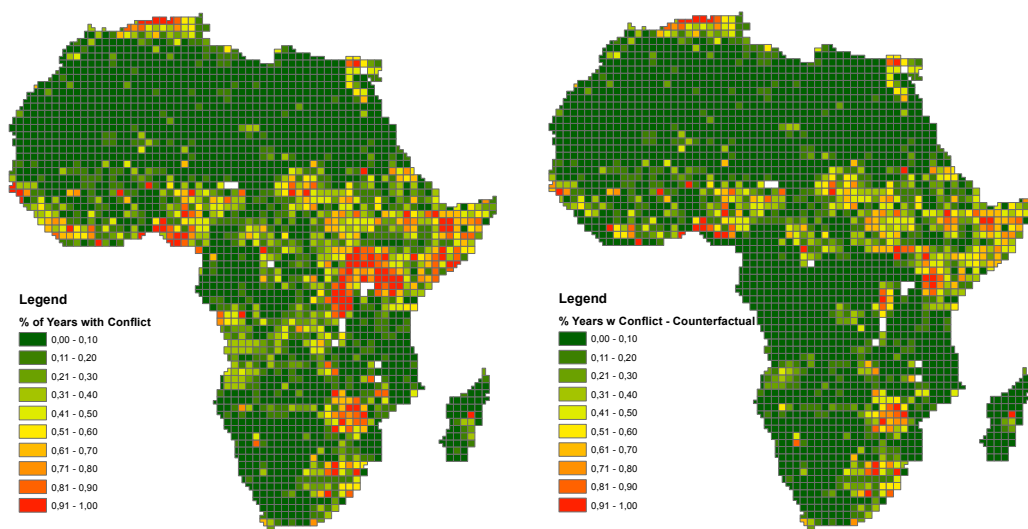 Legend
% of Years with Conflict
0,00 - 0,10
0,11 - 0,20
0,21 - 0,30
0,31 - 0,40
0,41 - 0,50
0,51 - 0,60
0,61 - 0,70
0,71 - 0,80
0,81 - 0,90
0,91 - 1,00
Legend
% Years w Conflict - Counterfactual
0,00 - 0,10
0,11 - 0,20
0,21 - 0,30
0,31 - 0,40
0,41 - 0,50
0,51 - 0,60
0,61 - 0,70
0,71 - 0,80
0,81 - 0,90
0,91 - 1,00